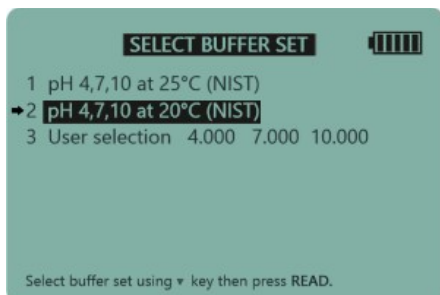 SELECT BUFFER SET
1 pH 4,7,10 at 25°C (NIST)
2 pH 4,7,10 at 20°C (NIST)
3 User selection 4.000 7.000 10.000
Select buffer set using ▼ key then press READ.